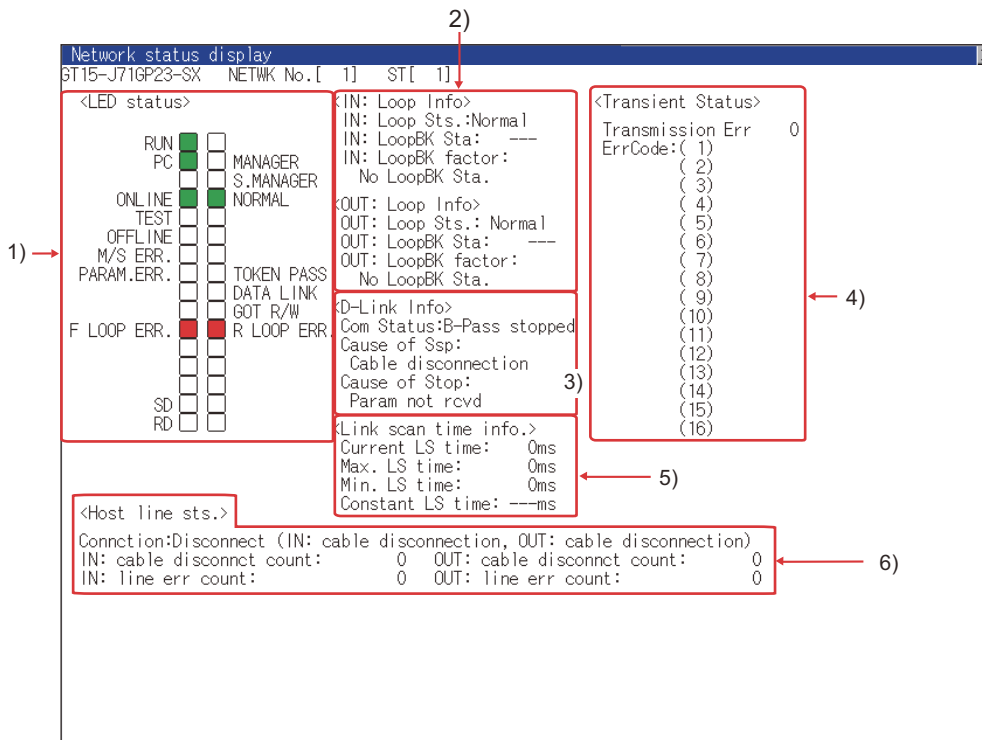 2)
Network status display
GT15-J71GP23-SX NETWK No.[ 1] ST[ 1]
1)
<LED status>
RUN
PC MANAGER
S.MANAGER
ONLINE NORMAL
TEST
OFFLINE
M/S ERR.
PARAM.ERR. TOKEN PASS
DATA LINK
GOT R/W
F LOOP ERR. R LOOP ERR.
SD
RD
<IN: Loop Info>
IN: Loop Sts.:Normal
IN: LoopBK Sta: ---
IN: LoopBK factor:
No LoopBK Sta.
<OUT: Loop Info>
OUT: Loop Sts.: Normal
OUT: LoopBK Sta: ---
OUT: LoopBK factor:
No LoopBK Sta.
<D-Link Info>
Com Status:B-Pass stopped
Cause of Ssp:
Cable disconnection
Cause of Stop:
Param not rcvd
3)
<Link scan time info.>
Current LS time: 0ms
Max. LS time: 0ms
Min. LS time: 0ms
Constant LS time: ---ms
5)
<Transient Status>
Transmission Err 0
ErrCode:( 1)
( 2)
( 3)
( 4)
( 5)
( 6)
( 7)
( 8)
( 9)
(10)
(11)
(12)
(13)
(14)
(15)
(16)
4)
<Host line sts.>
Connction:Disconnect (IN: cable disconnection, OUT: cable disconnection)
IN: cable disconnct count: 0 OUT: cable disconnct count: 0
IN: line err count: 0 OUT: line err count: 0
6)